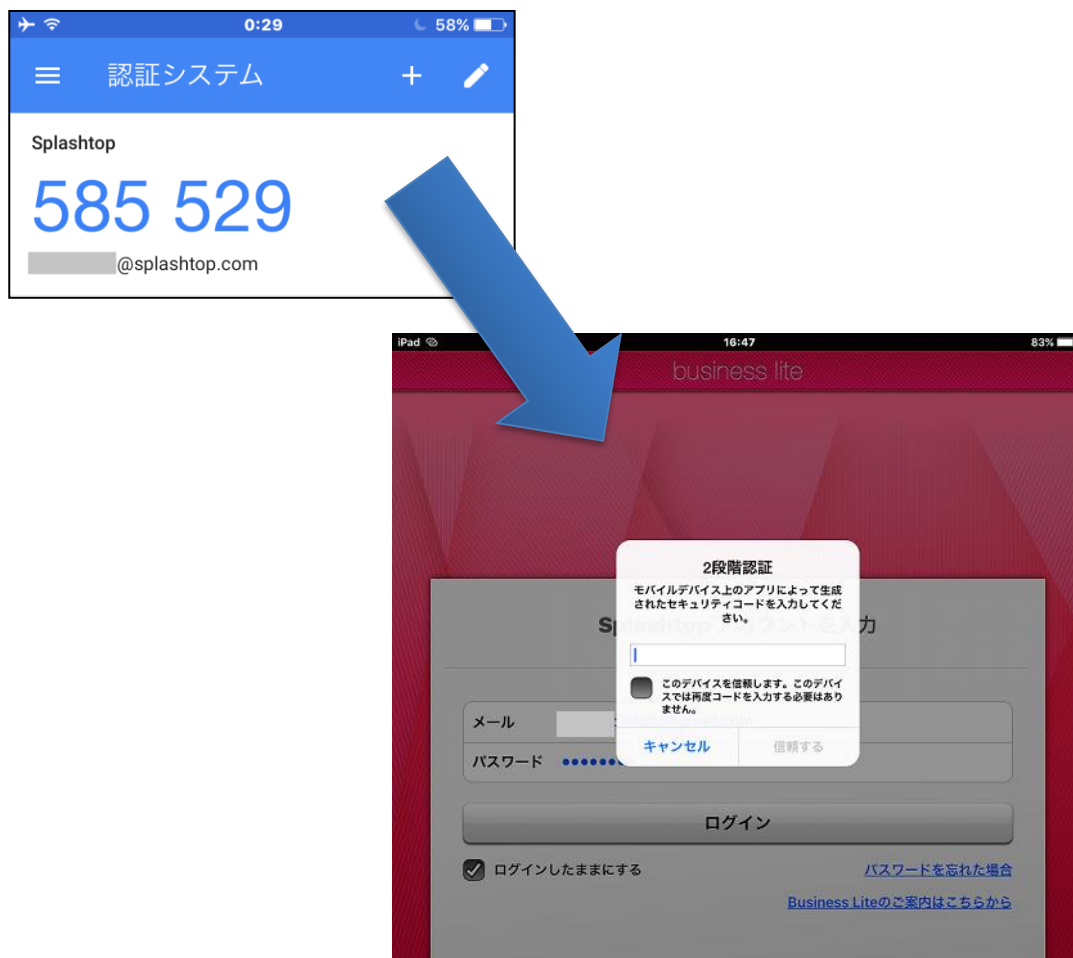 0:29
58%
認証システム
Splashtop
585 529
@splashtop.com
iPad
16:47
83%
business lite
2段階認証
モバイルデバイス上のアプリによって生成
されたセキュリティコードを入力してくだ
さい。
力
このデバイスを信頼します。このデバイ
スでは再度コードを入力する必要はあり
ません。
メール
キャンセル
信頼する
パスワード
ログイン
ログインしたままにする
パスワードを忘れた場合
Business Liteのご案内はこちらから